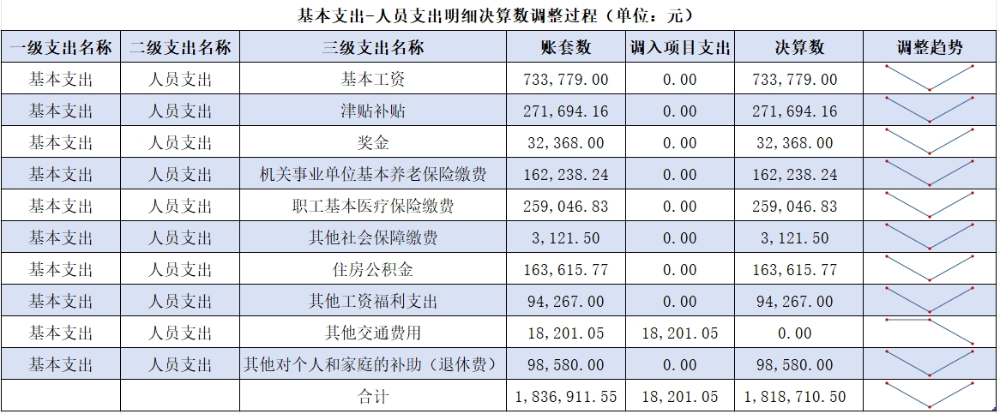 基本支出-人员支出明细决算数调整过程（单位：元）
一级支出名称 二级支出名称 三级支出名称 账套数 调入项目支出 决算数 调整趋势
基本支出 人员支出 基本工资 733,779.00 0.00 733,779.00
基本支出 人员支出 津贴补贴 271,694.16 0.00 271,694.16
基本支出 人员支出 奖金 32,368.00 0.00 32,368.00
基本支出 人员支出 机关事业单位基本养老保险缴费 162,238.24 0.00 162,238.24
基本支出 人员支出 职工基本医疗保险缴费 259,046.83 0.00 259,046.83
基本支出 人员支出 其他社会保障缴费 3,121.50 0.00 3,121.50
基本支出 人员支出 住房公积金 163,615.77 0.00 163,615.77
基本支出 人员支出 其他工资福利支出 94,267.00 0.00 94,267.00
基本支出 人员支出 其他交通费用 18,201.05 18,201.05 0.00
基本支出 人员支出 其他对个人和家庭的补助（退休费） 98,580.00 0.00 98,580.00
合计 1,836,911.55 18,201.05 1,818,710.50